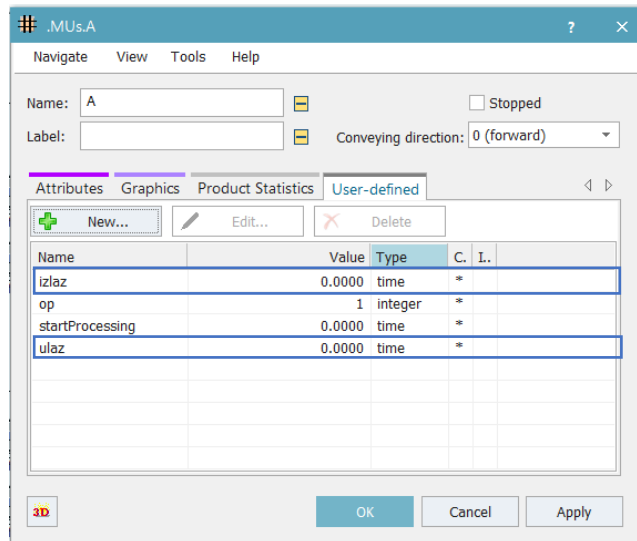 .MUs.A ? ×
Navigate View Tools Help
Name: A Stopped
Label: Conveying direction: 0 (forward)
Attributes Graphics Product Statistics User-defined
New... Edit... Delete
Name Value Type C. I..
izlaz 0.0000 time *
op 1 integer *
startProcessing 0.0000 time *
ulaz 0.0000 time *
3D OK Cancel Apply